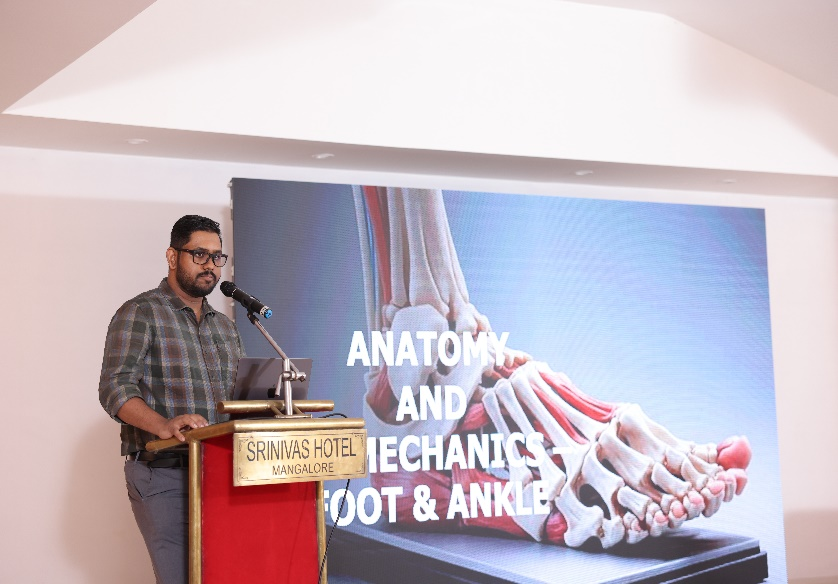 ANATOMY
AND
MECHANICS –
FOOT & ANKLE
SRINIVAS HOTEL
MANGALORE